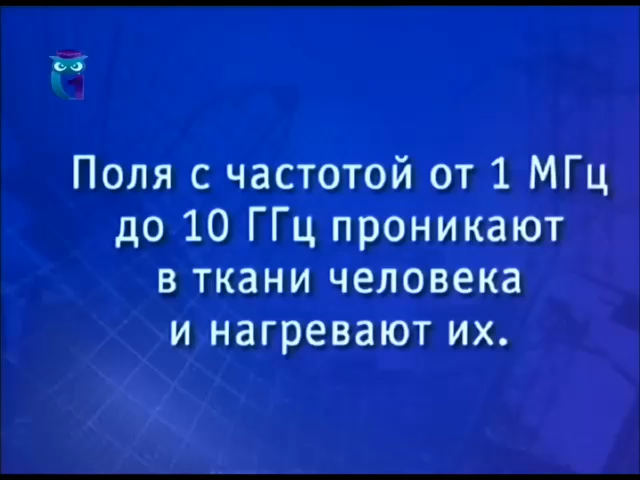 Поля с частотой от 1 МГц
до 10 ГГц проникают
в ткани человека
и нагревают их.